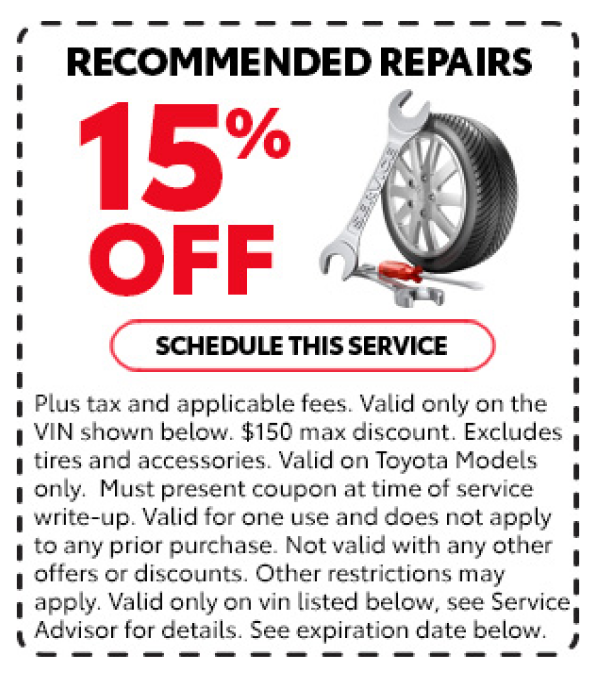 RECOMMENDED REPAIRS
15%
OFF
SERVICE
SCHEDULE THIS SERVICE
Plus tax and applicable fees. Valid only on the
VIN shown below. $150 max discount. Excludes
tires and accessories. Valid on Toyota Models
only.  Must present coupon at time of service
write-up. Valid for one use and does not apply
to any prior purchase. Not valid with any other
offers or discounts. Other restrictions may
apply. Valid only on vin listed below, see Service
Advisor for details. See expiration date below.